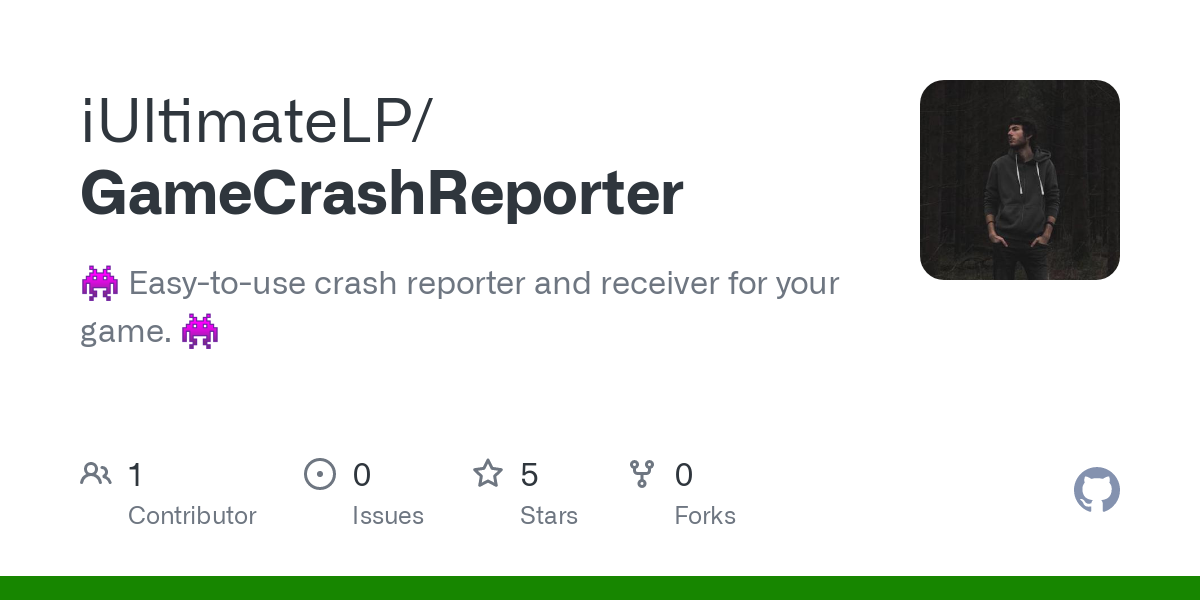 iUltimateLP/
GameCrashReporter
👾 Easy-to-use crash reporter and receiver for your
game. 👾
1
Contributor
0
Issues
5
Stars
0
Forks